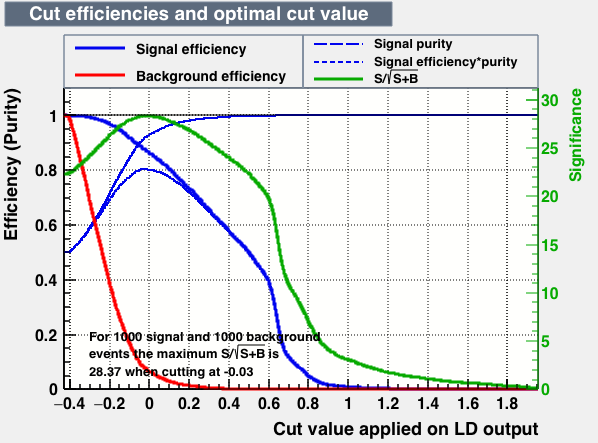 Cut efficiencies and optimal cut value
Signal efficiency
Background efficiency
Signal purity
Signal efficiency*purity
S/√S+B
Efficiency (Purity)
1
0.8
0.6
0.4
0.2
0
Significance
30
25
20
15
10
5
0
For 1000 signal and 1000 background
events the maximum S/√S+B is
28.37 when cutting at -0.03
−0.4 −0.2 0 0.2 0.4 0.6 0.8 1 1.2 1.4 1.6 1.8
Cut value applied on LD output